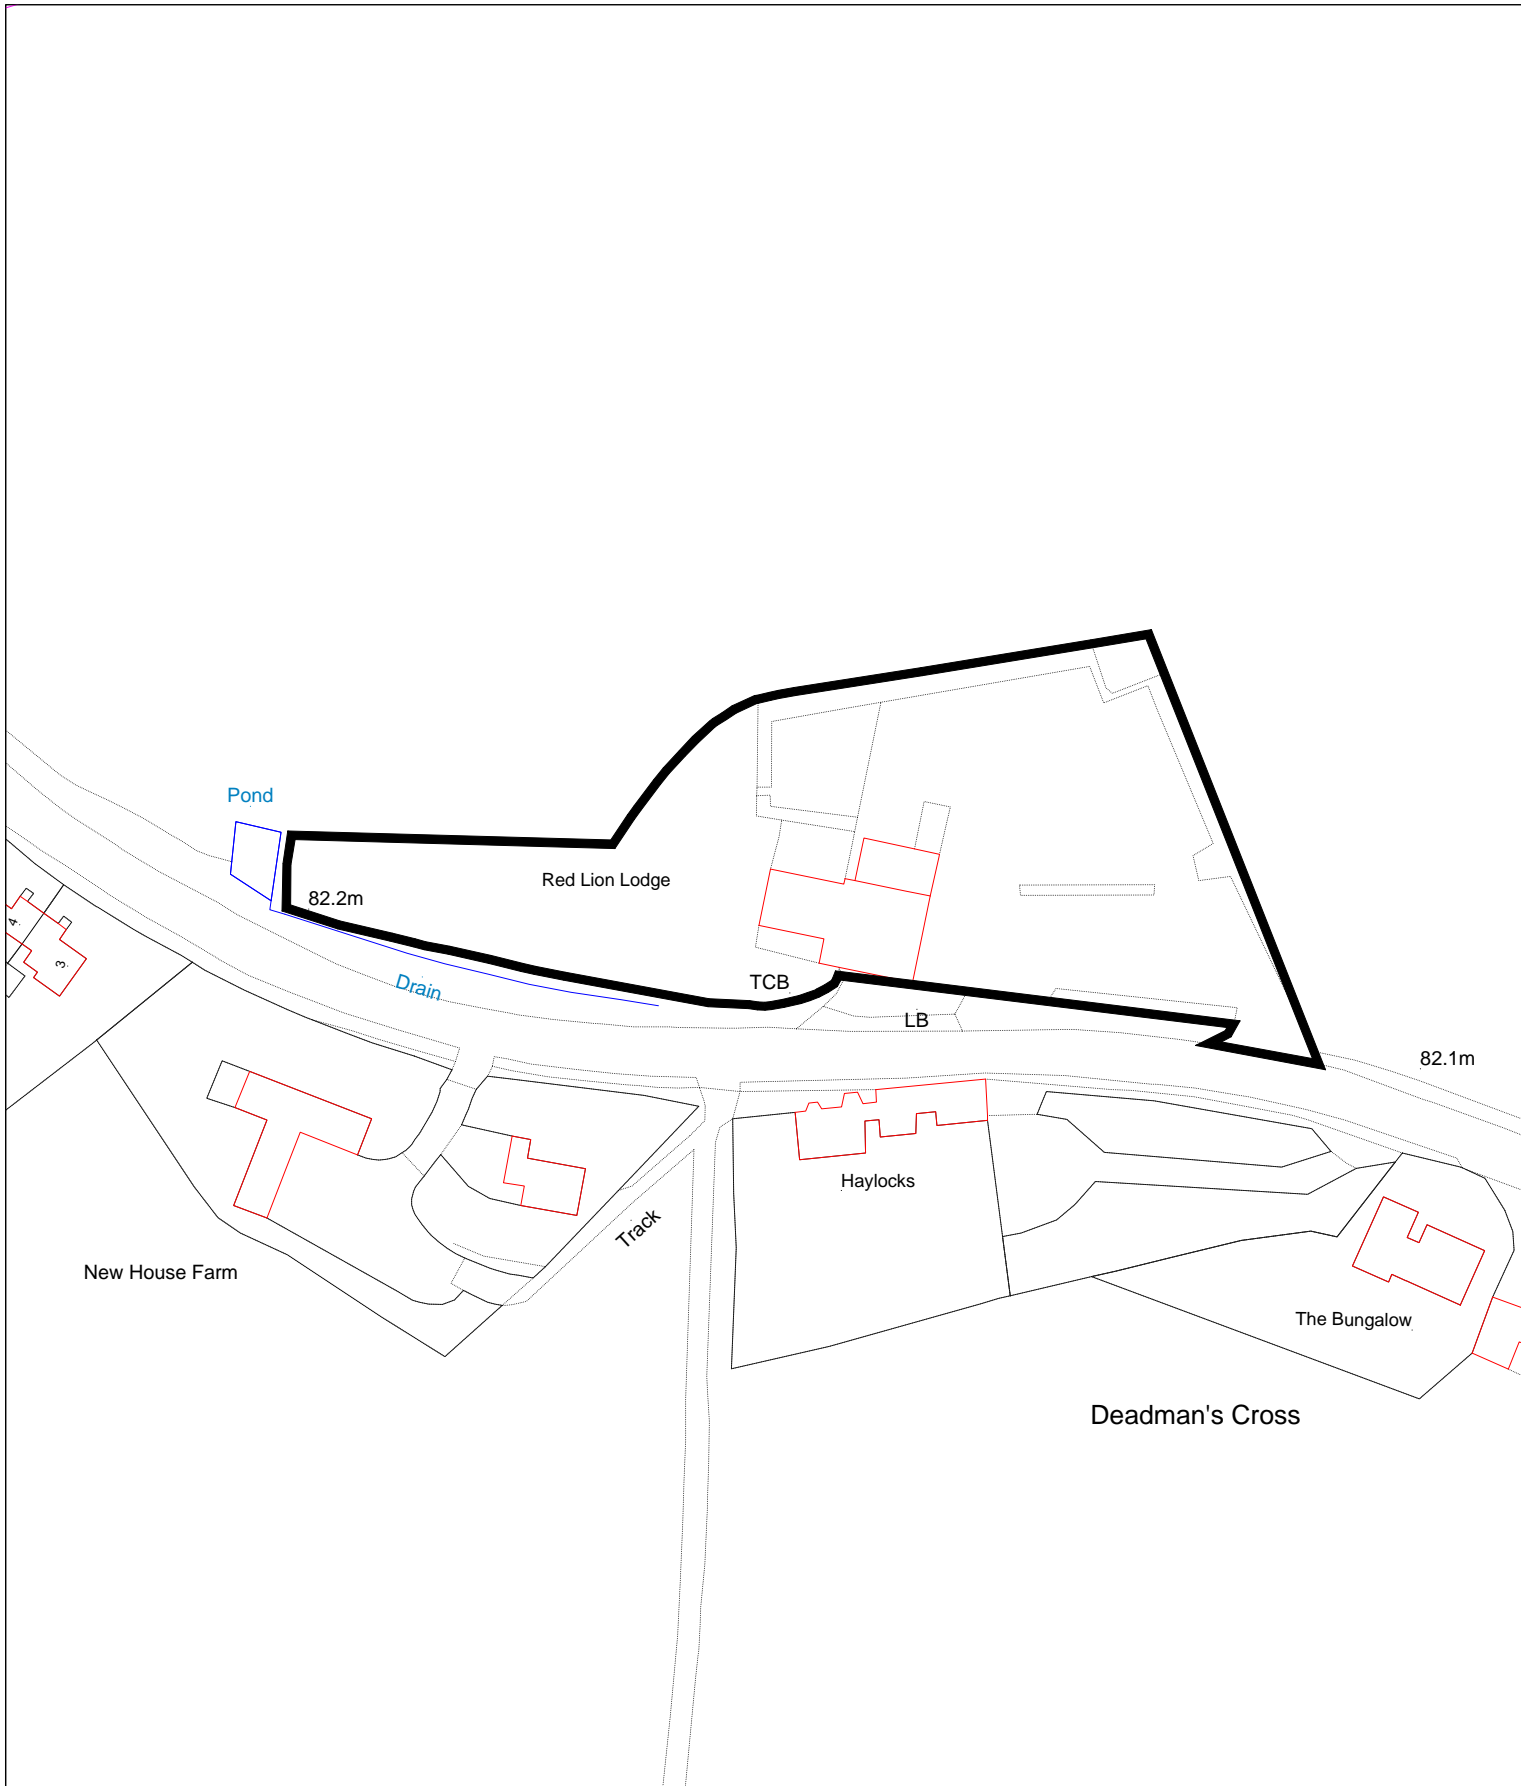 Pond
Red Lion Lodge
82.2m
4
3
Drain
TCB
LB
82.1m
Haylocks
Track
New House Farm
The Bungalow
Deadman's Cross